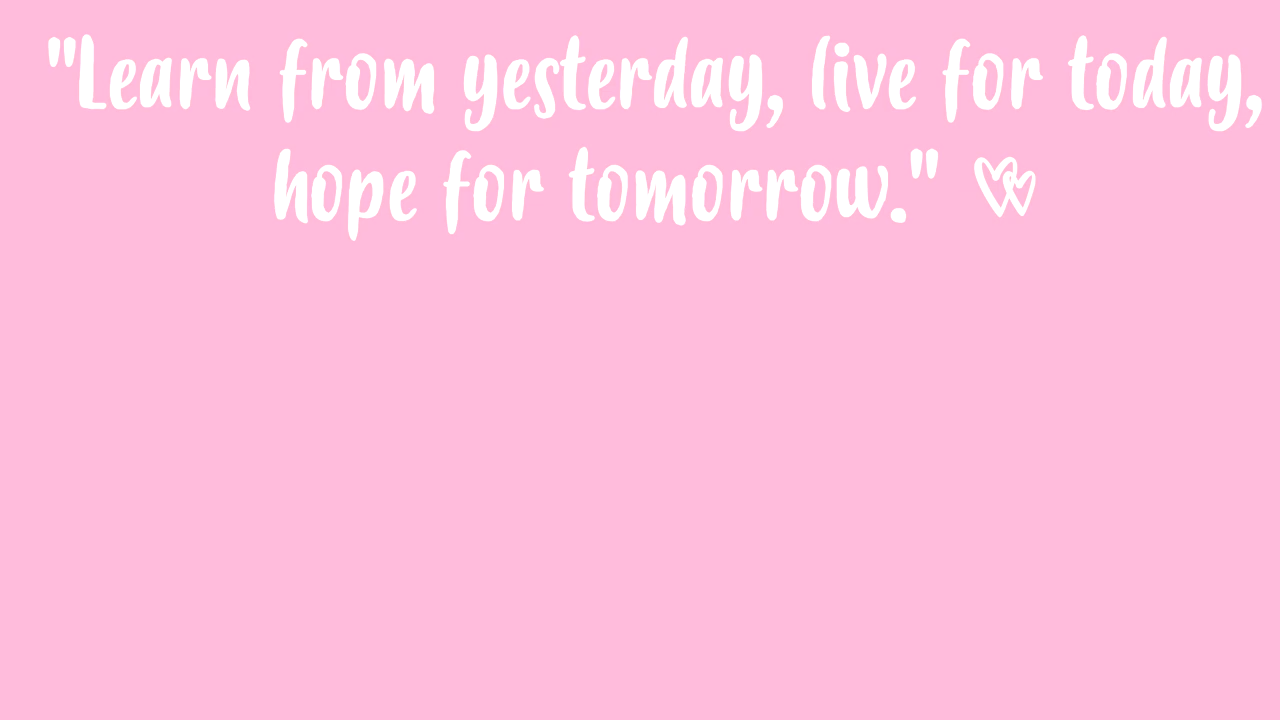 "Learn from yesterday, live for today,
hope for tomorrow." 💕